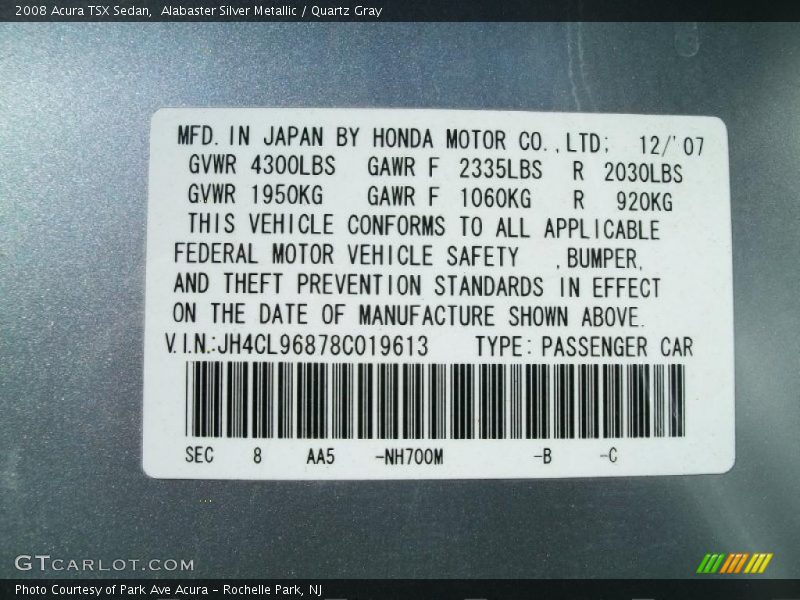 2008 Acura TSX Sedan,  Alabaster Silver Metallic / Quartz Gray
MFD. IN JAPAN BY HONDA MOTOR CO.,LTD; 12/'07
GVWR 4300LBS GAWR F 2335LBS R 2030LBS
GVWR 1950KG GAWR F 1060KG R 920KG
THIS VEHICLE CONFORMS TO ALL APPLICABLE
FEDERAL MOTOR VEHICLE SAFETY ,BUMPER,
AND THEFT PREVENTION STANDARDS IN EFFECT
ON THE DATE OF MANUFACTURE SHOWN ABOVE.
V.I.N.:JH4CL96878C019613 TYPE: PASSENGER CAR
SEC 8 AA5 -NH700M -B -C
GTCARLOT.COM
Photo Courtesy of Park Ave Acura - Rochelle Park, NJ